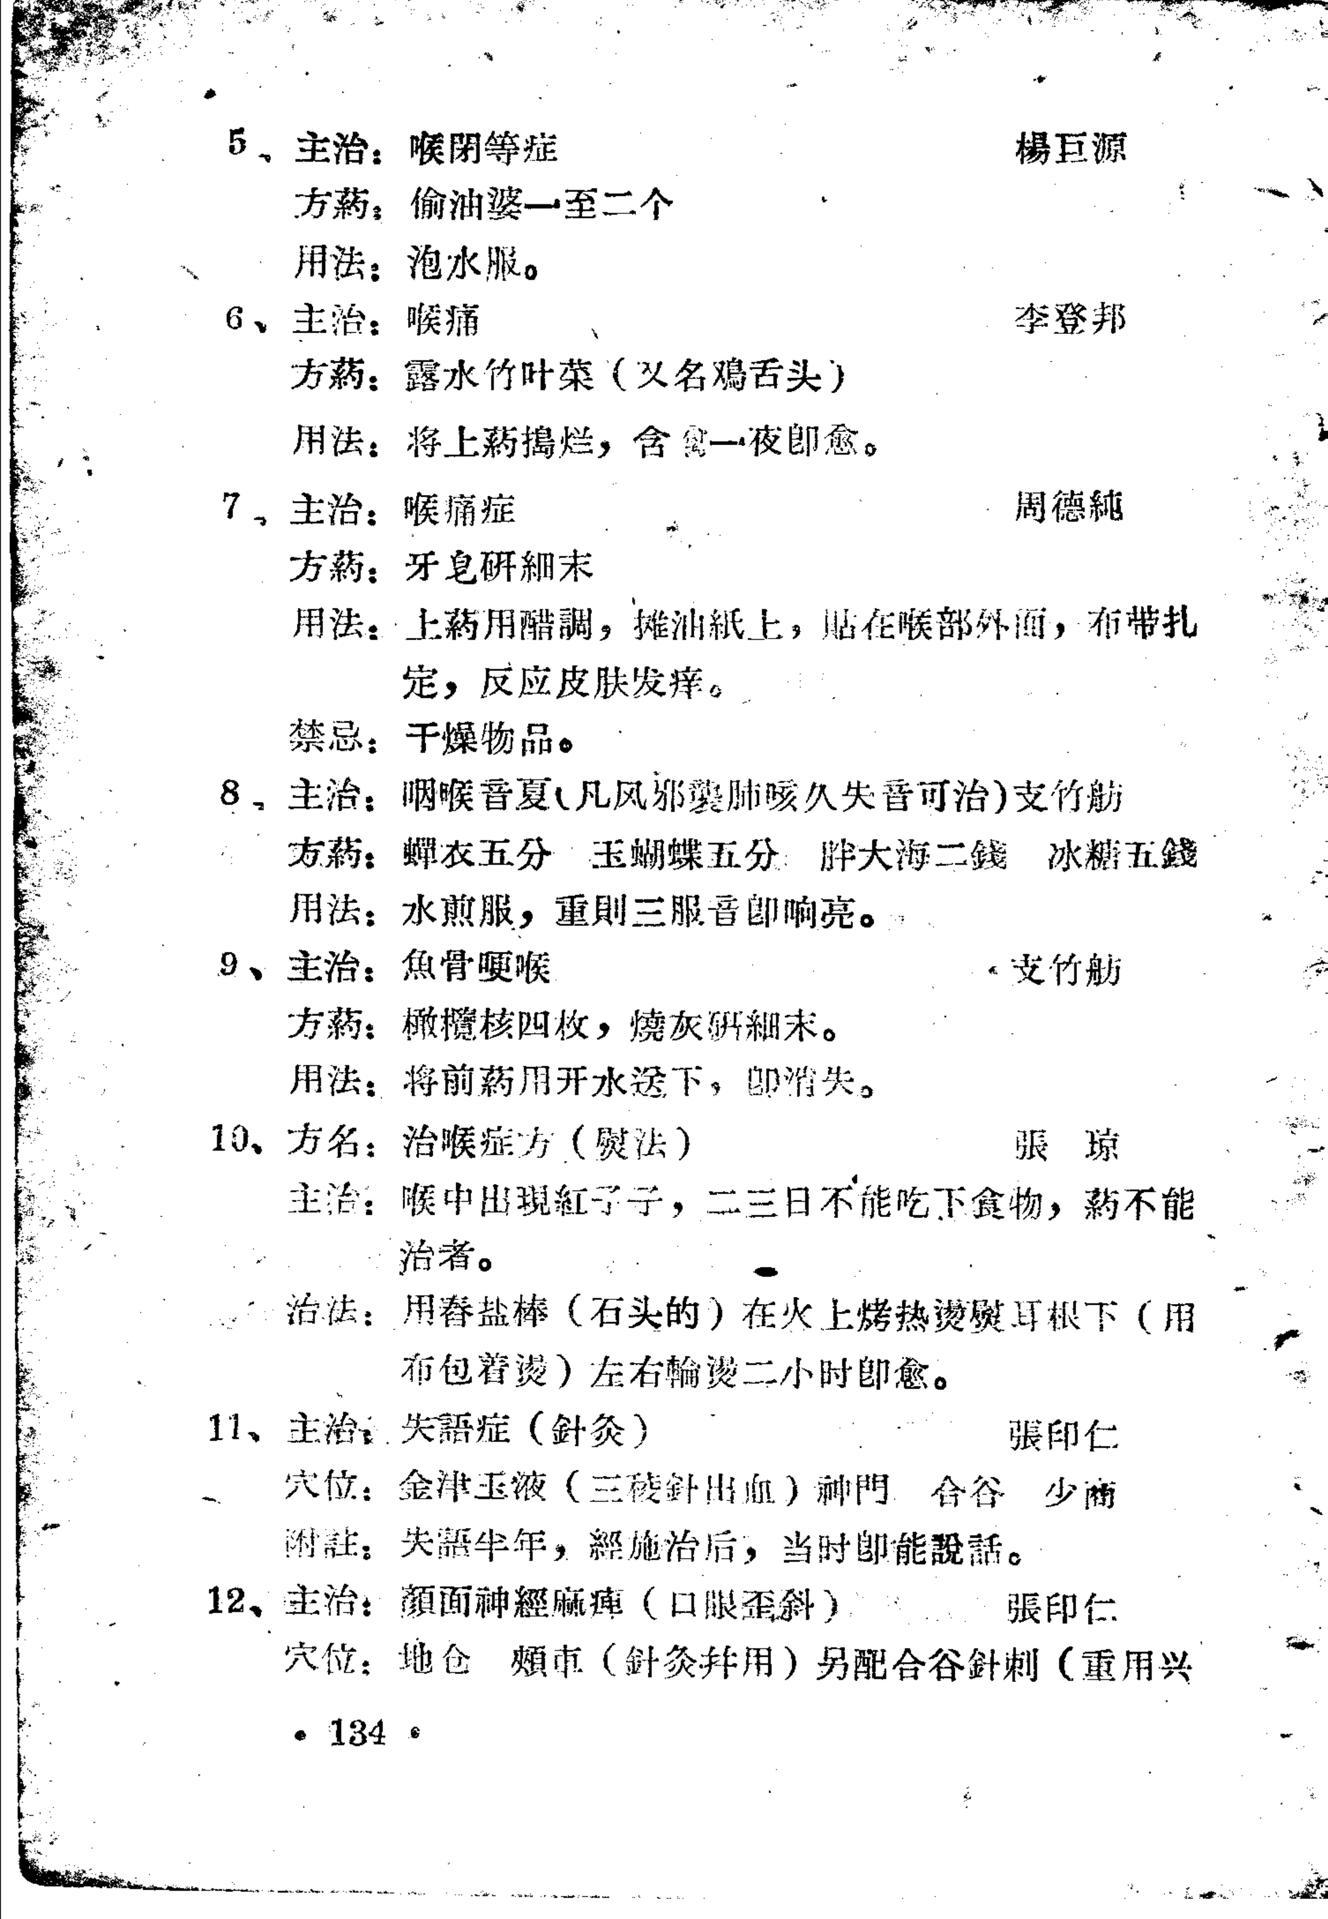 5、主治：喉閉等症　楊巨源
方葯：偷油婆一至二个
用法：泡水服。
6、主治：喉痛　李登邦
方葯：露水竹叶菜（又名鴉舌头）
用法：将上葯搗烂，含 一夜卽愈。
7、主治：喉痛症　周德純
方葯：牙皂研細末
用法：上葯用醋調，摊油紙上，貼在喉部外面，布帶扎
定，反应皮肤发痒。
禁忌：干燥物品。
8、主治：咽喉音夏（凡风邪襲肺咳久失音可治）支竹舫
方葯：蟬衣五分　玉蝴蝶五分　胖大海二錢　冰糖五錢
用法：水煎服，重則三服音卽响亮。
9、主治：魚骨哽喉　支竹舫
方葯：橄欖核四枚，燒灰研細末。
用法：将前葯用开水送下，卽消失。
10、方名：治喉症方（熨法）　張　琼
主治：喉中出現紅子子，二三日不能吃下食物，葯不能
治者。
治法：用舂盐棒（石头的）在火上烤热燙熨耳根下（用
布包着燙）左右輪燙二小时卽愈。
11、主治：失語症（針灸）　張印仁
穴位：金津玉液（三稜針出血）神門　合谷　少商
附註：失語半年，經施治后，当时卽能說話。
12、主治：顏面神經麻痺（口眼歪斜）　張印仁
穴位：地仓　頰車（針灸幷用）另配合谷針刺（重用兴
• 134 •